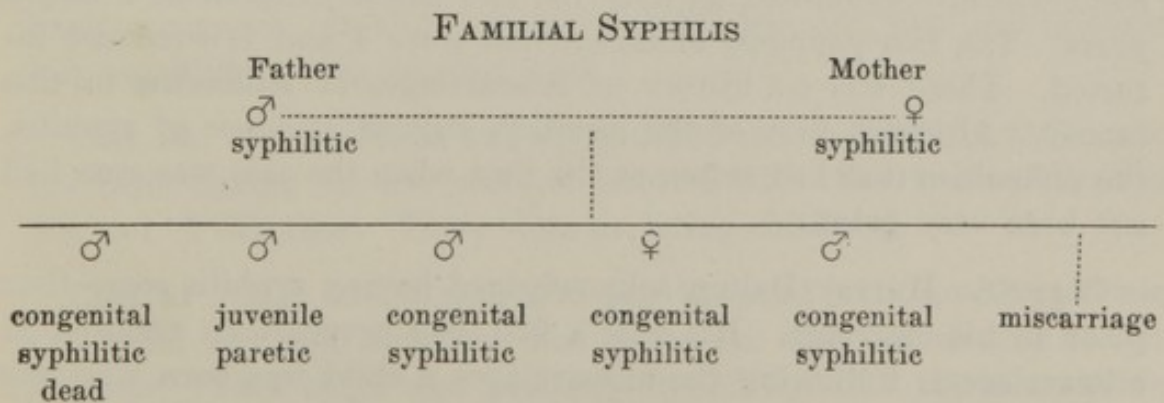 FAMILIAL SYPHILIS
Father Mother
♂ ♀
syphilitic syphilitic
♂ ♂ ♂ ♀ ♂
congenital juvenile congenital congenital congenital miscarriage
syphilitic paretic syphilitic syphilitic syphilitic
dead